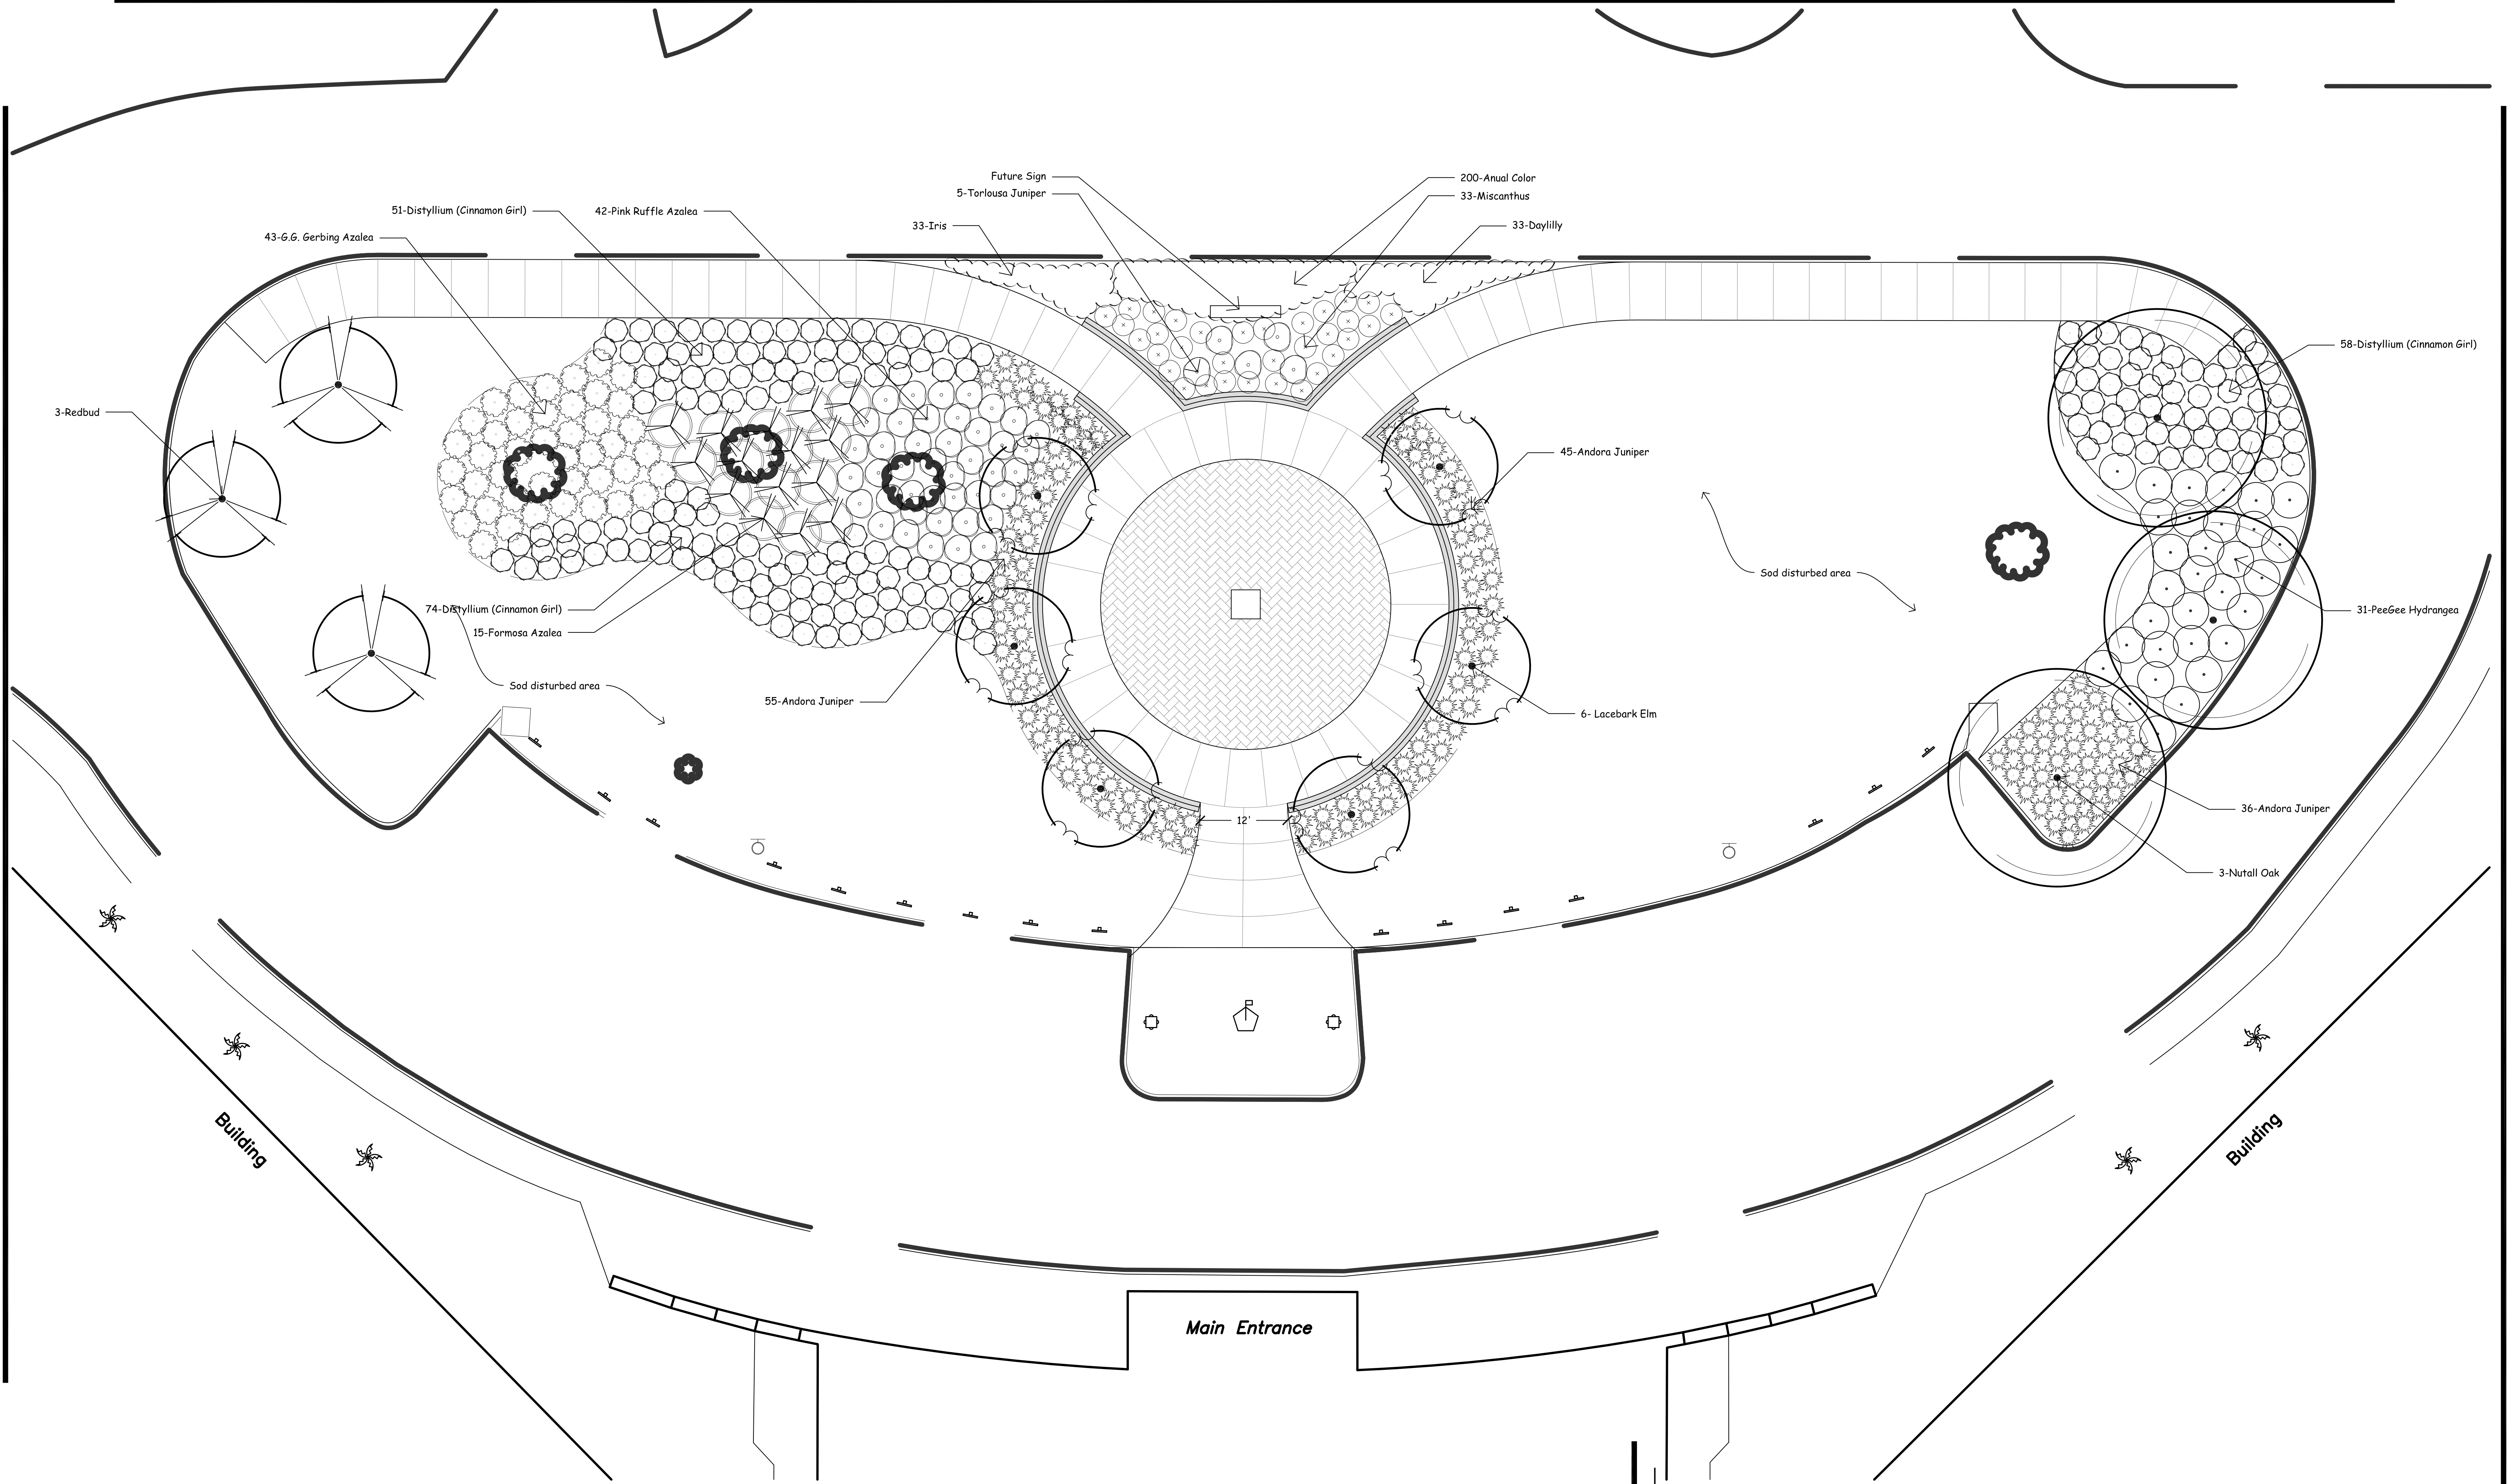 Future Sign
200-Anual Color
5-Torlousa Juniper
33-Miscanthus
51-Distyllium (Cinnamon Girl)
42-Pink Ruffle Azalea
33-Iris
33-Daylilly
43-G.G. Gerbing Azalea
58-Distyllium (Cinnamon Girl)
3-Redbud
45-Andora Juniper
Sod disturbed area
74-Distyllium (Cinnamon Girl)
31-PeeGee Hydrangea
15-Formosa Azalea
Sod disturbed area
55-Andora Juniper
6- Lacebark Elm
36-Andora Juniper
12'
3-Nutall Oak
Building
Building
Main Entrance